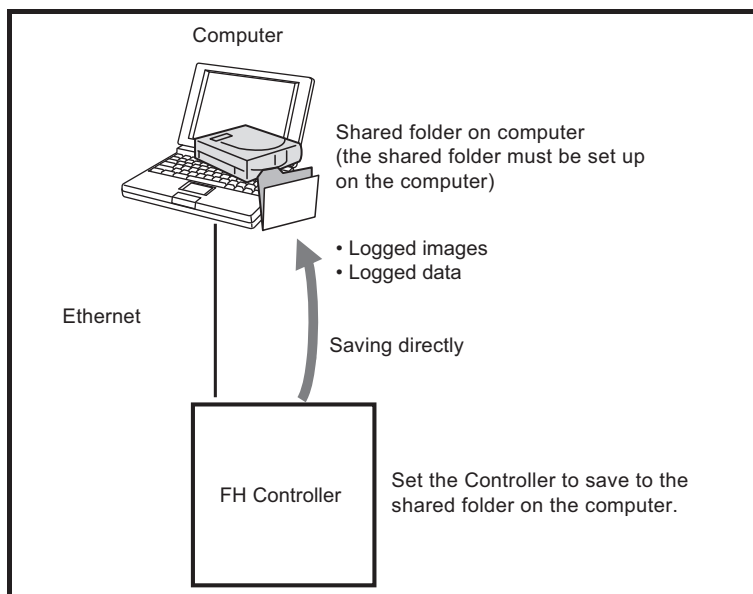 Computer
Shared folder on computer
(the shared folder must be set up
on the computer)
• Logged images
• Logged data
Ethernet
Saving directly
FH Controller
Set the Controller to save to the
shared folder on the computer.